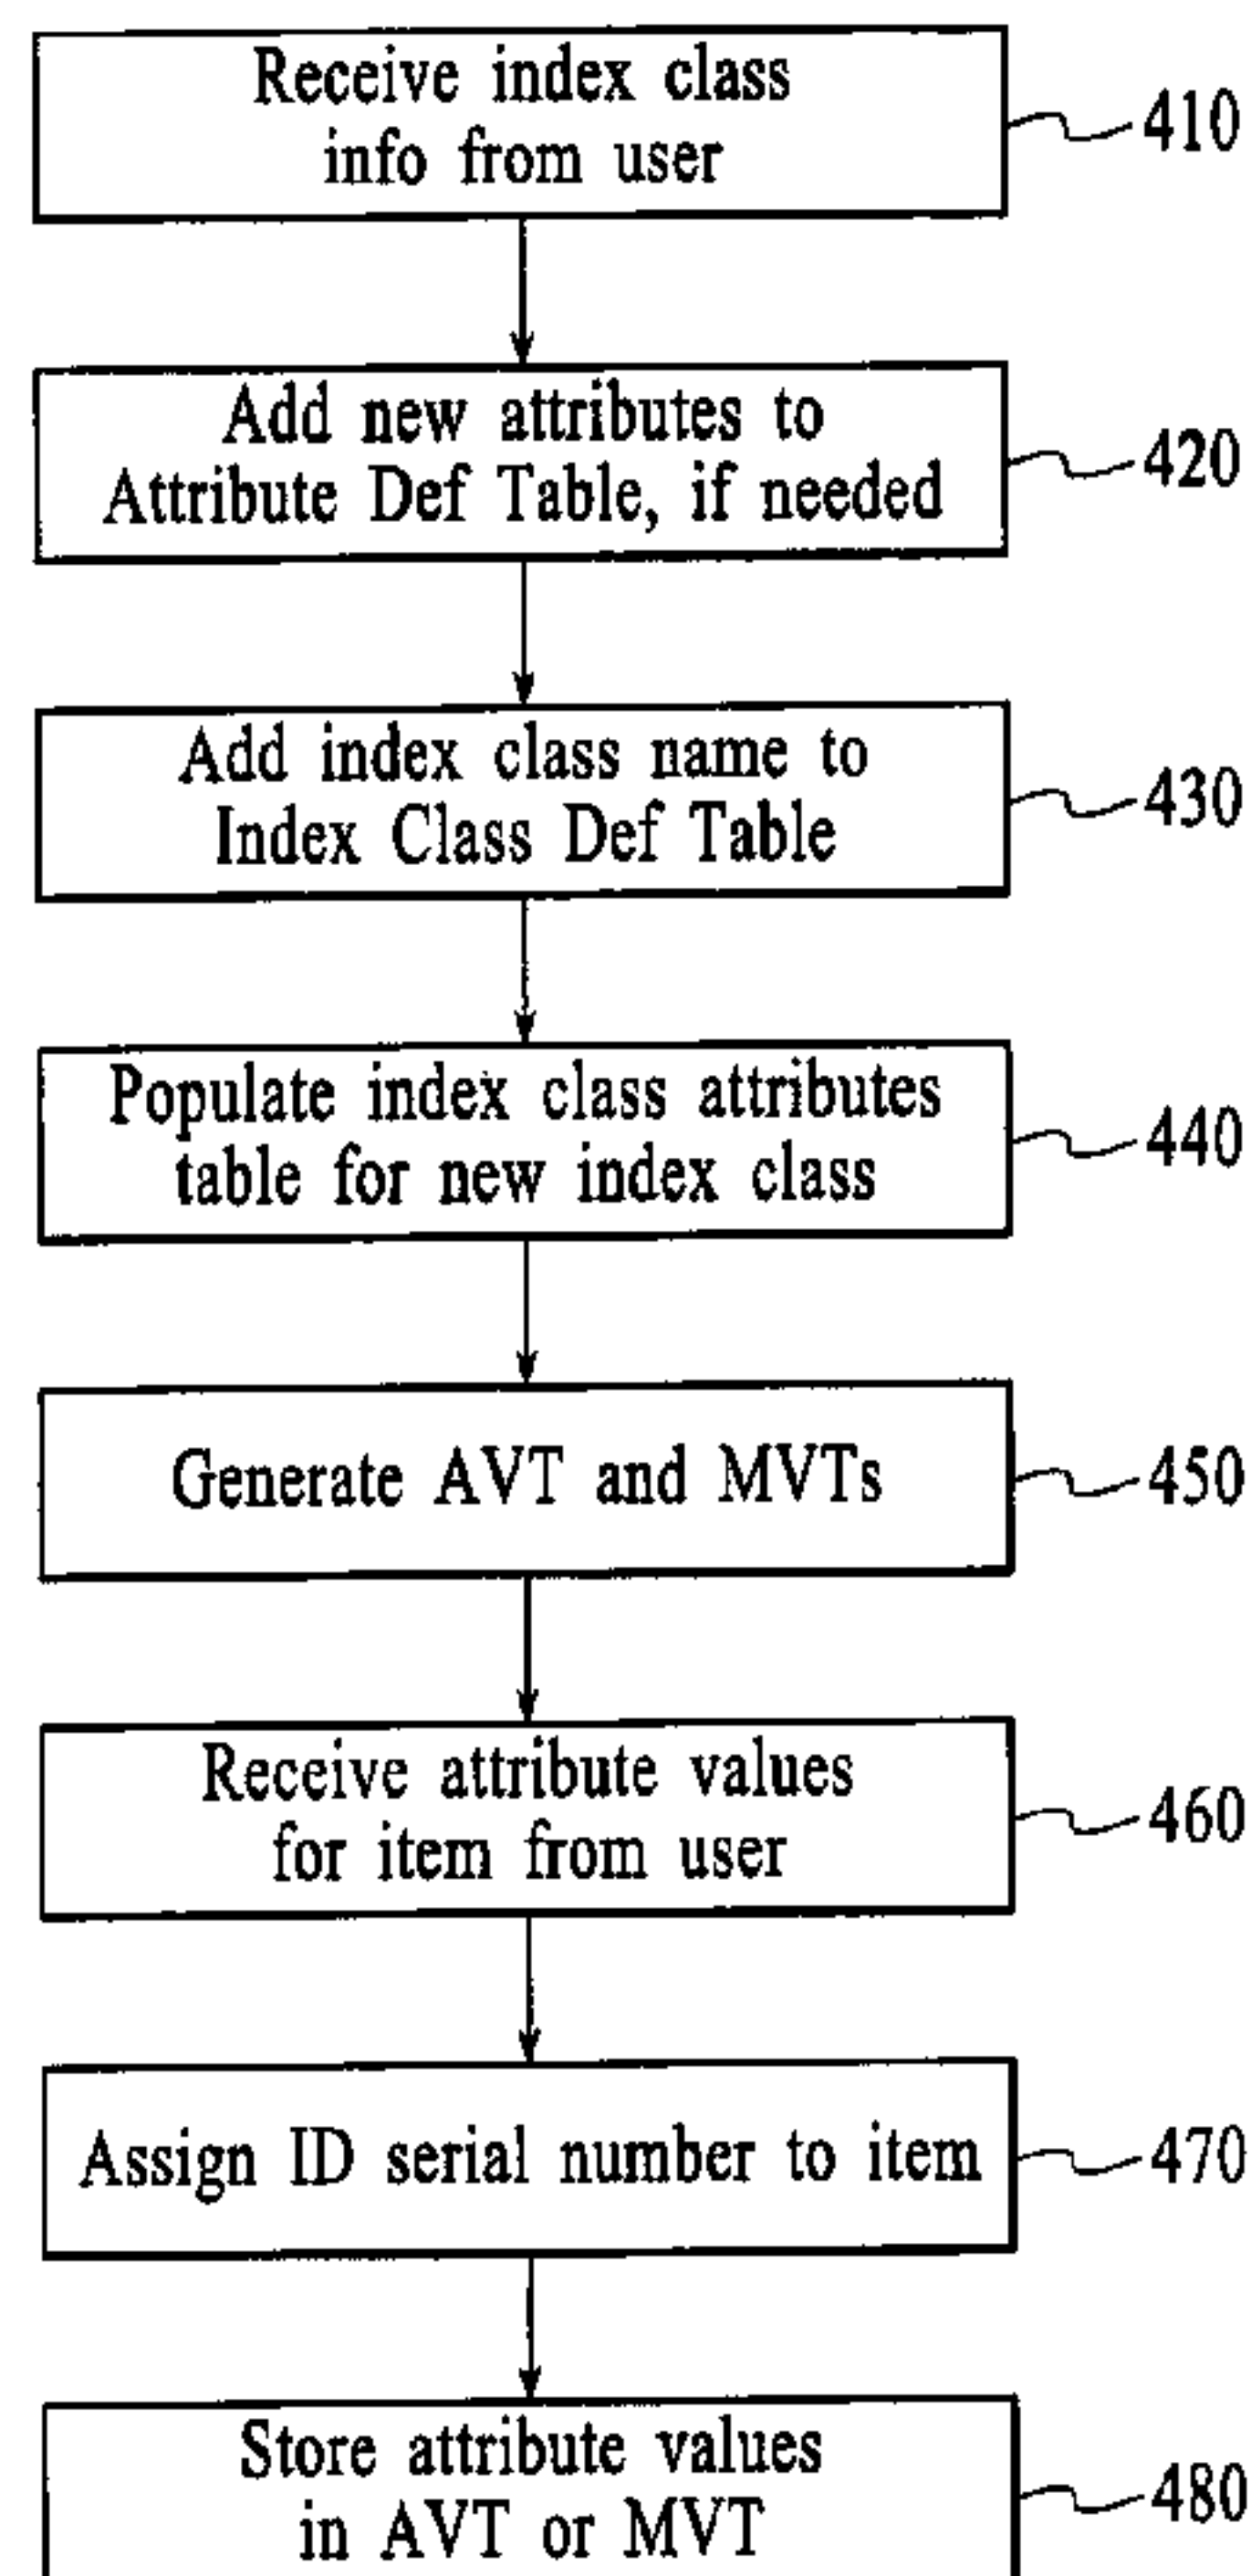 Receive index class
info from user
410
Add new attributes to
Attribute Def Table, if needed
420
Add index class name to
Index Class Def Table
430
Populate index class attributes
table for new index class
440
Generate AVT and MVTs
450
Receive attribute values
for item from user
460
Assign ID serial number to item
470
Store attribute values
in AVT or MVT
480